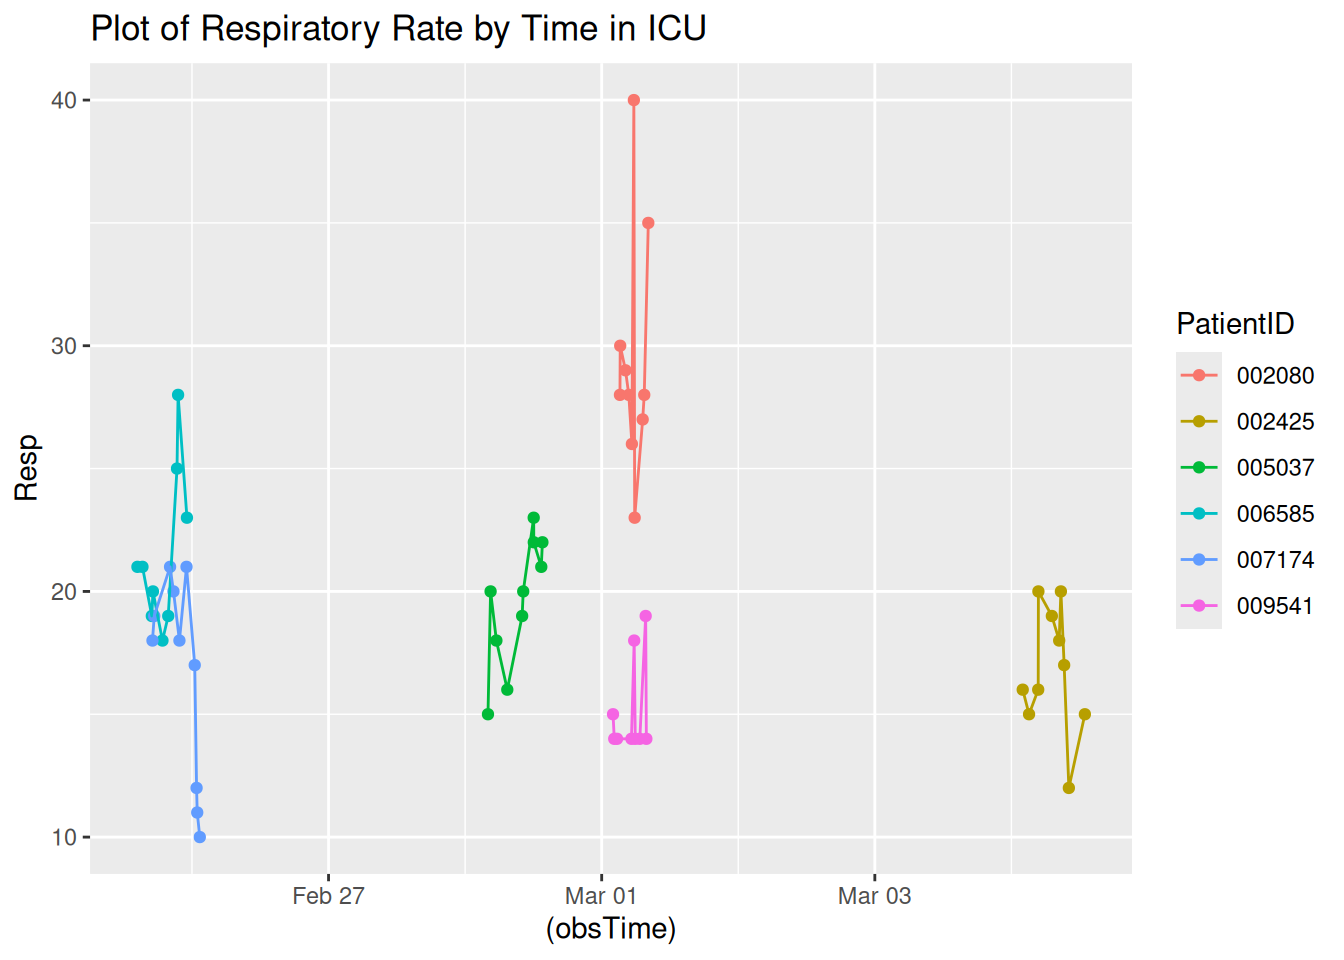 Plot of Respiratory Rate by Time in ICU
40
30
20
10
Resp
Feb 27
Mar 01
Mar 03
(obsTime)
PatientID
002080
002425
005037
006585
007174
009541